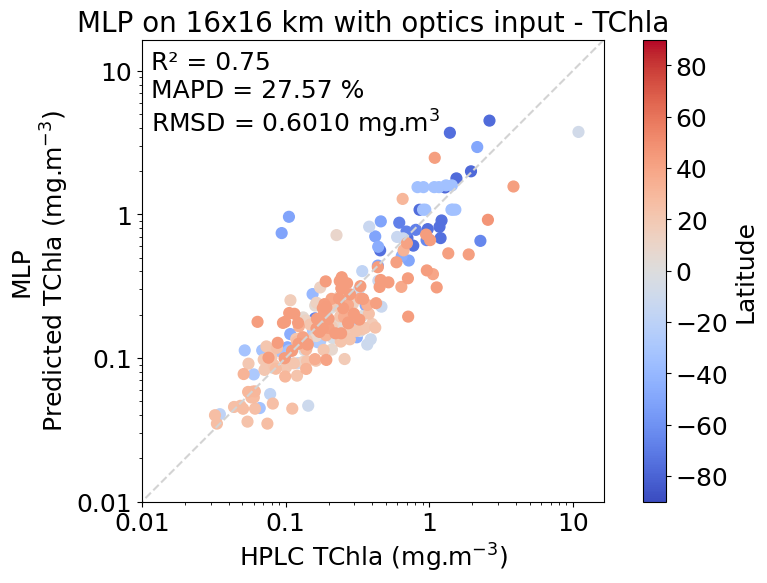 MLP on 16x16 km with optics input - TChla
R² = 0.75
MAPD = 27.57 %
RMSD = 0.6010 mg.m³
MLP
Predicted TChla (mg.m⁻³)
10
1
0.1
0.01
0.01
0.1
1
10
HPLC TChla (mg.m⁻³)
80
60
40
20
0
−20
−40
−60
−80
Latitude